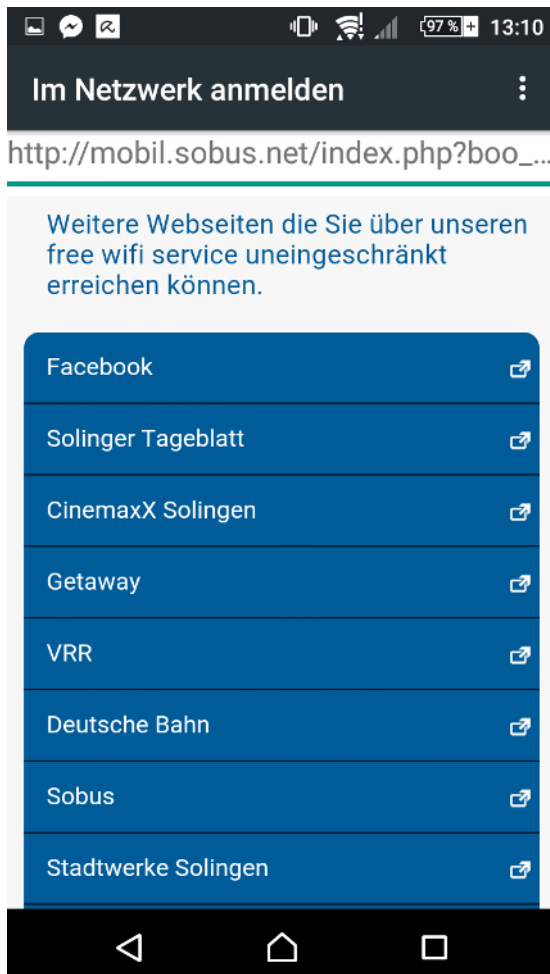 97 % + 13:10
Im Netzwerk anmelden
http://mobil.sobus.net/index.php?boo_...
Weitere Webseiten die Sie über unseren
free wifi service uneingeschränkt
erreichen können.
Facebook
Solinger Tageblatt
CinemaxX Solingen
Getaway
VRR
Deutsche Bahn
Sobus
Stadtwerke Solingen